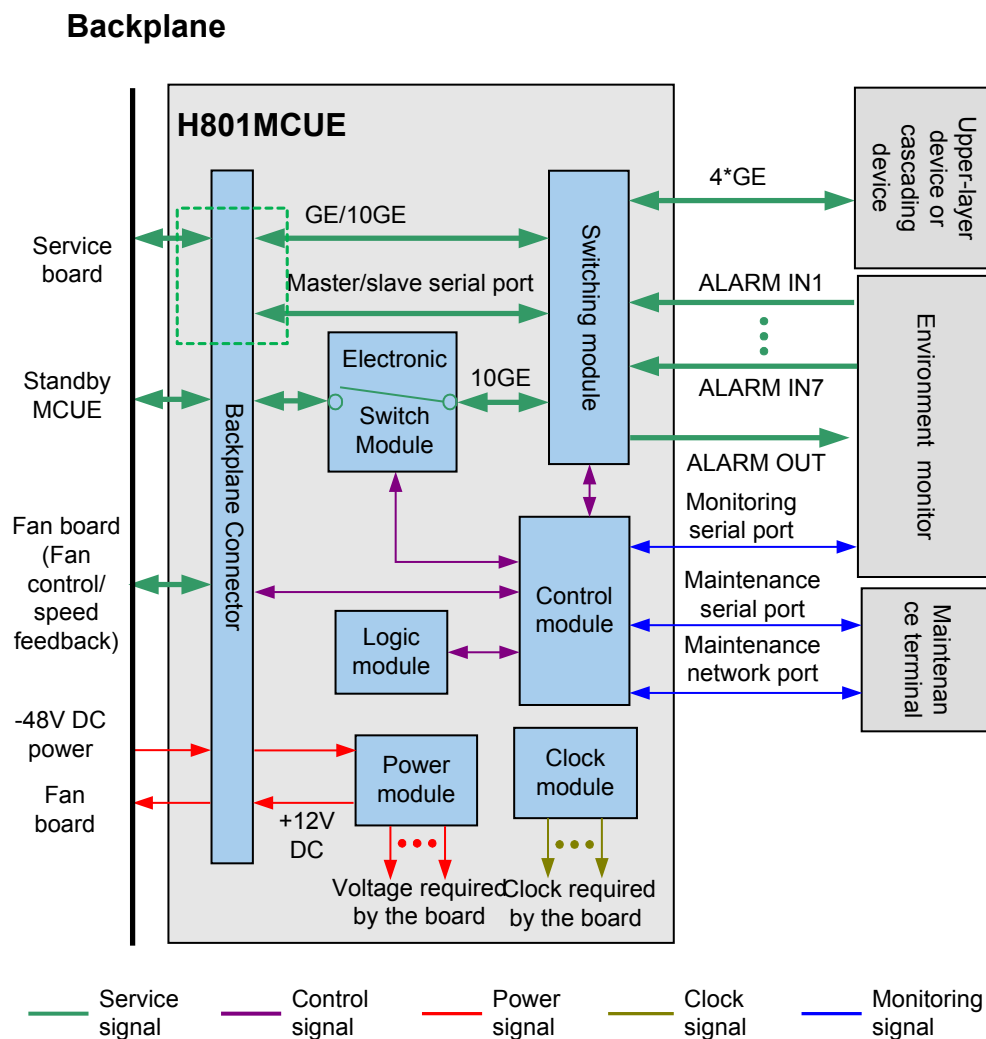 Backplane
H801MCUE
Upper-layer
device or
cascading
device
4*GE
GE/10GE
Service
board
Switching module
Master/slave serial port
ALARM IN1
Environment monitor
Electronic
Switch
Module
10GE
Standby
MCUE
ALARM IN7
ALARM OUT
Backplane Connector
Monitoring
serial port
Fan board
(Fan
control/
speed
feedback)
Control
module
Maintenance
serial port
Logic
module
Maintenance
network port
Maintenan
ce terminal
-48V DC
power
Power
module
Clock
module
Fan
board
+12V
DC
Voltage required
by the board
Clock required
by the board
Service
signal
Control
signal
Power
signal
Clock
signal
Monitoring
signal